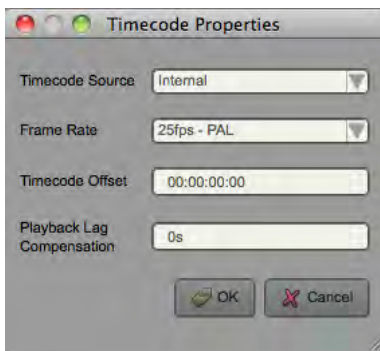 Timecode Properties
Timecode Source
Internal
Frame Rate
25fps - PAL
Timecode Offset
00:00:00:00
Playback Lag
Compensation
0s
OK
Cancel